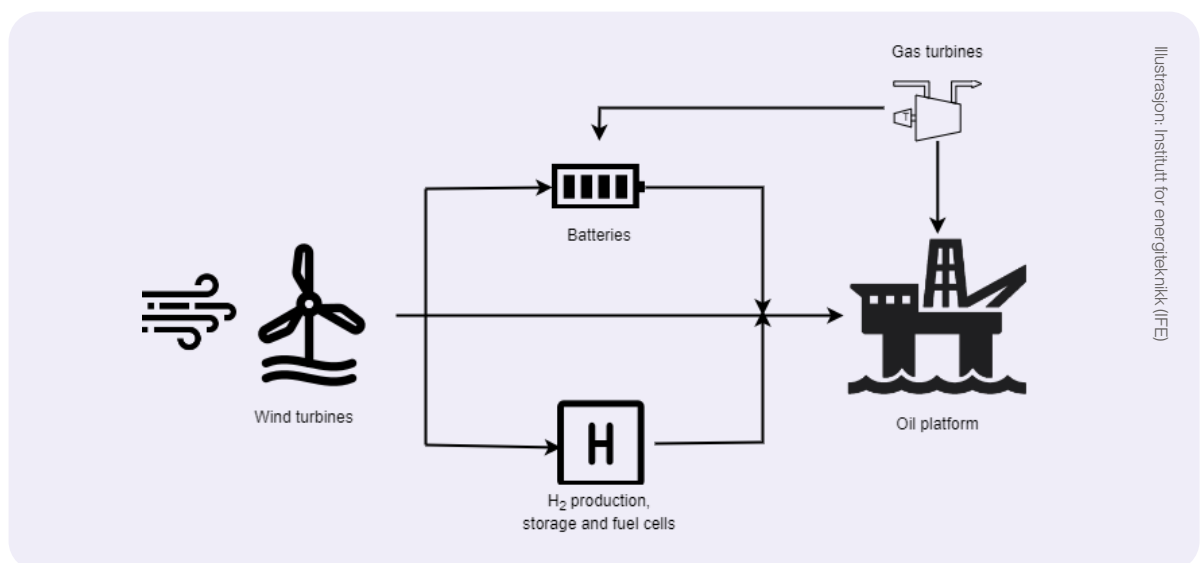 Gas turbines
Illustrasjon: Institutt for energiteknikk (IFE)
T
Batteries
Wind turbines
Oil platform
H
H₂ production,
storage and fuel cells